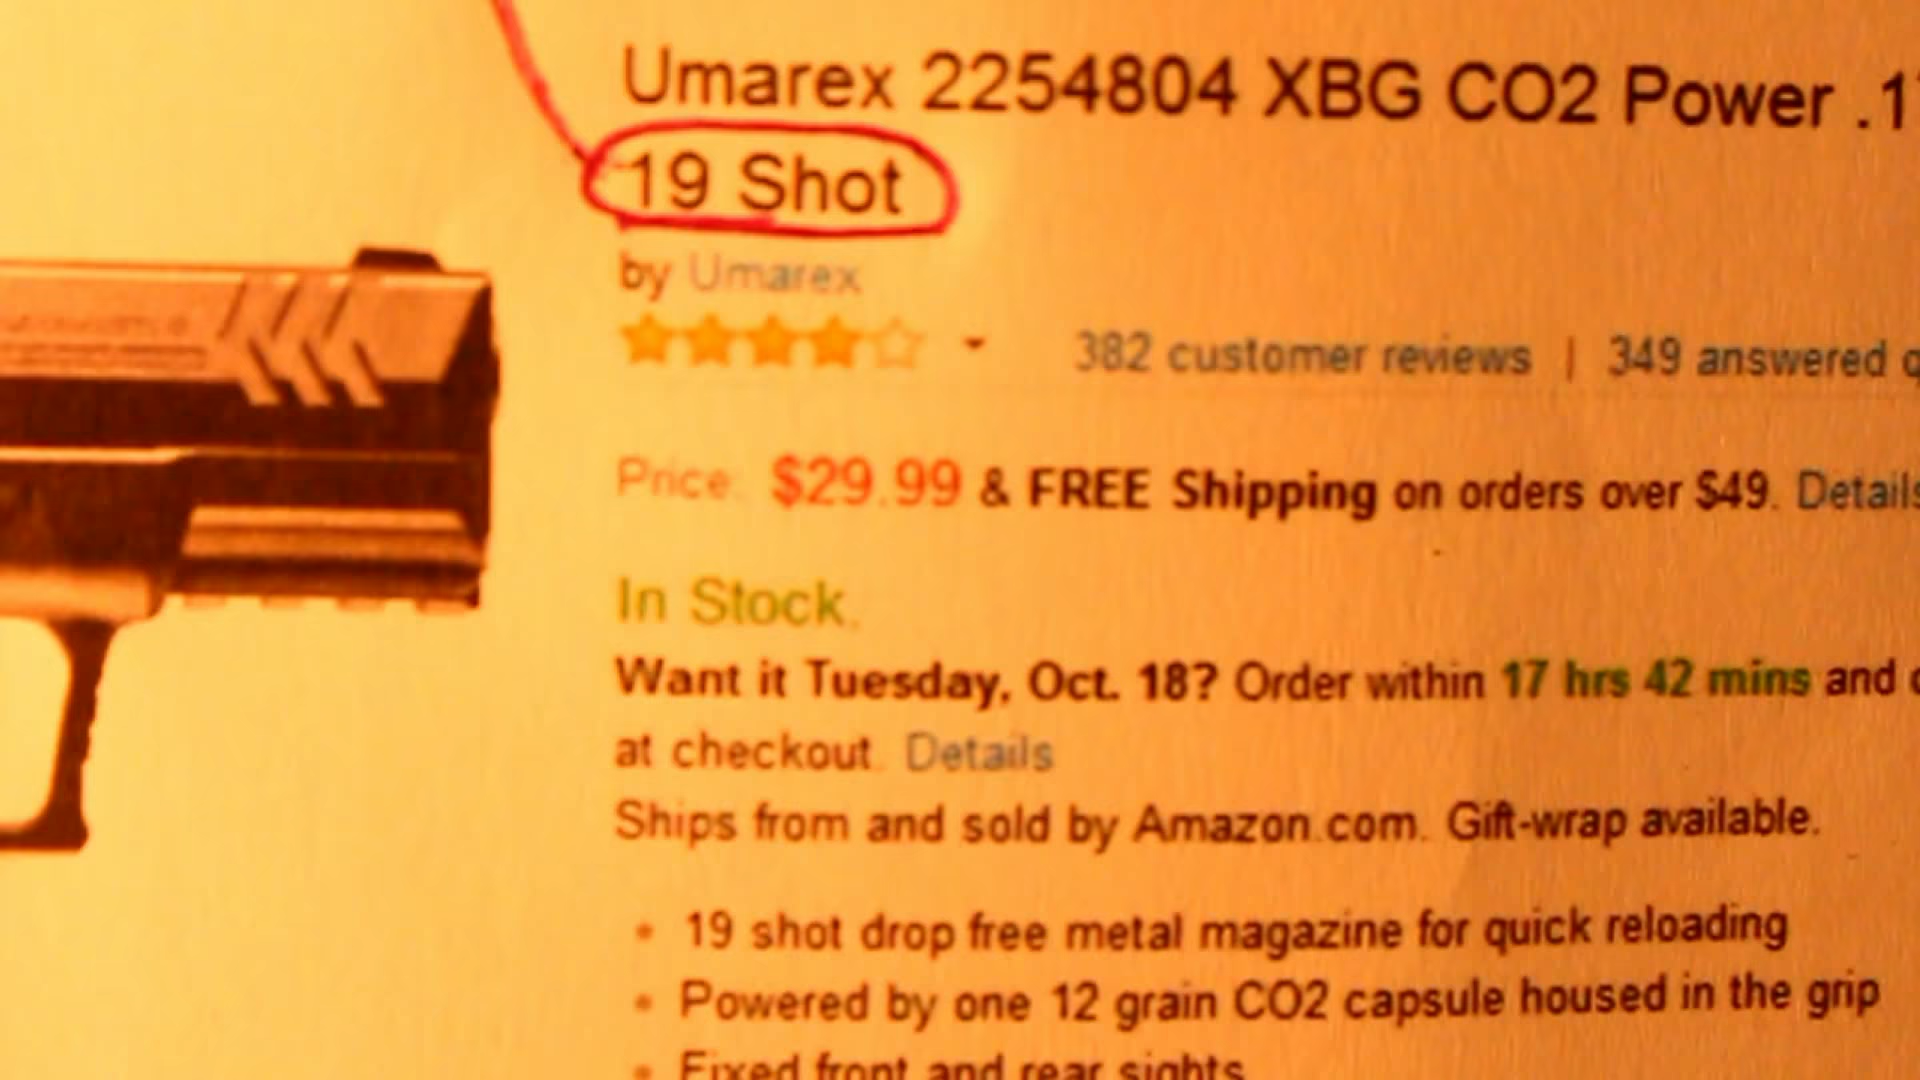 Umarex 2254804 XBG CO2 Power .1
19 Shot
by Umarex
382 customer reviews | 349 answered
Price: $29.99 & FREE Shipping on orders over $49. Details
In Stock.
Want it Tuesday, Oct. 18? Order within 17 hrs 42 mins and
at checkout. Details
Ships from and sold by Amazon.com. Gift-wrap available.
• 19 shot drop free metal magazine for quick reloading
• Powered by one 12 grain CO2 capsule housed in the grip
• Fixed front and rear sights